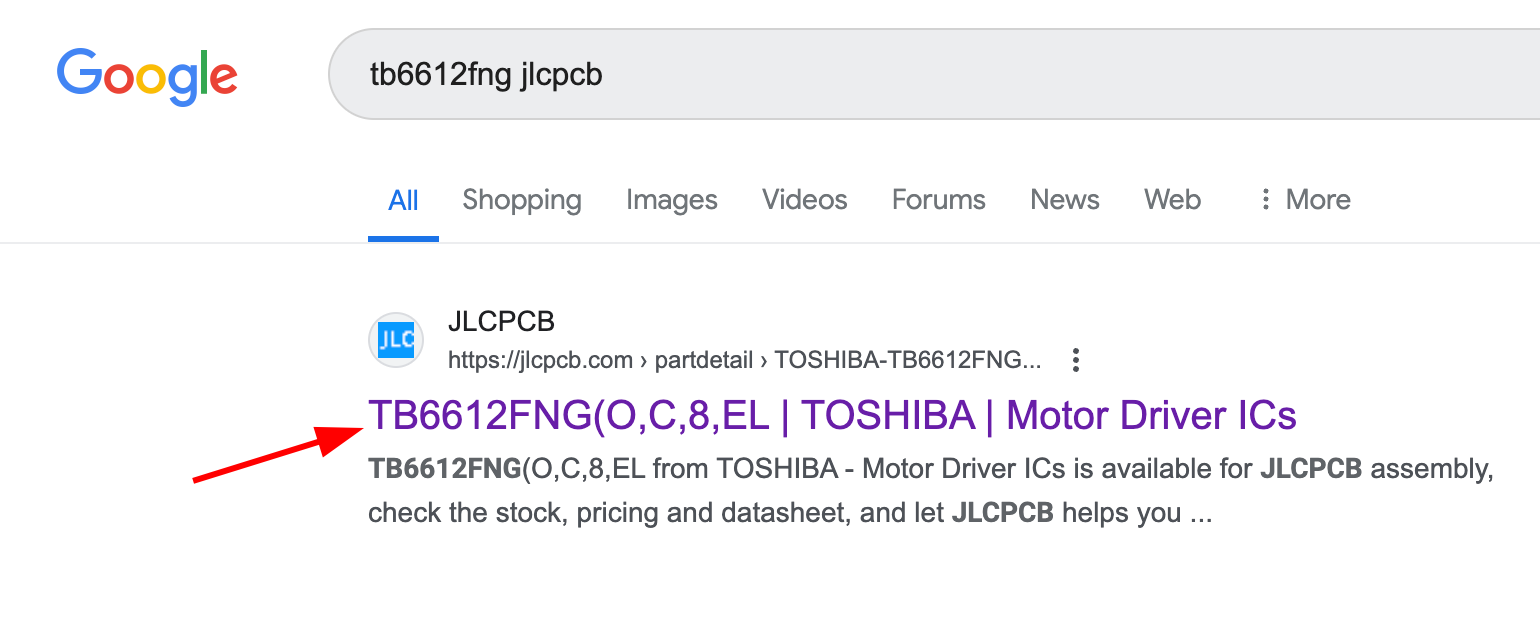 Google
tb6612fng jlcpcb
All Shopping Images Videos Forums News Web More
JLC
JLCPCB
https://jlcpcb.com › partdetail › TOSHIBA-TB6612FNG...
TB6612FNG(O,C,8,EL | TOSHIBA | Motor Driver ICs
TB6612FNG(O,C,8,EL from TOSHIBA - Motor Driver ICs is available for JLCPCB assembly,
check the stock, pricing and datasheet, and let JLCPCB helps you ...